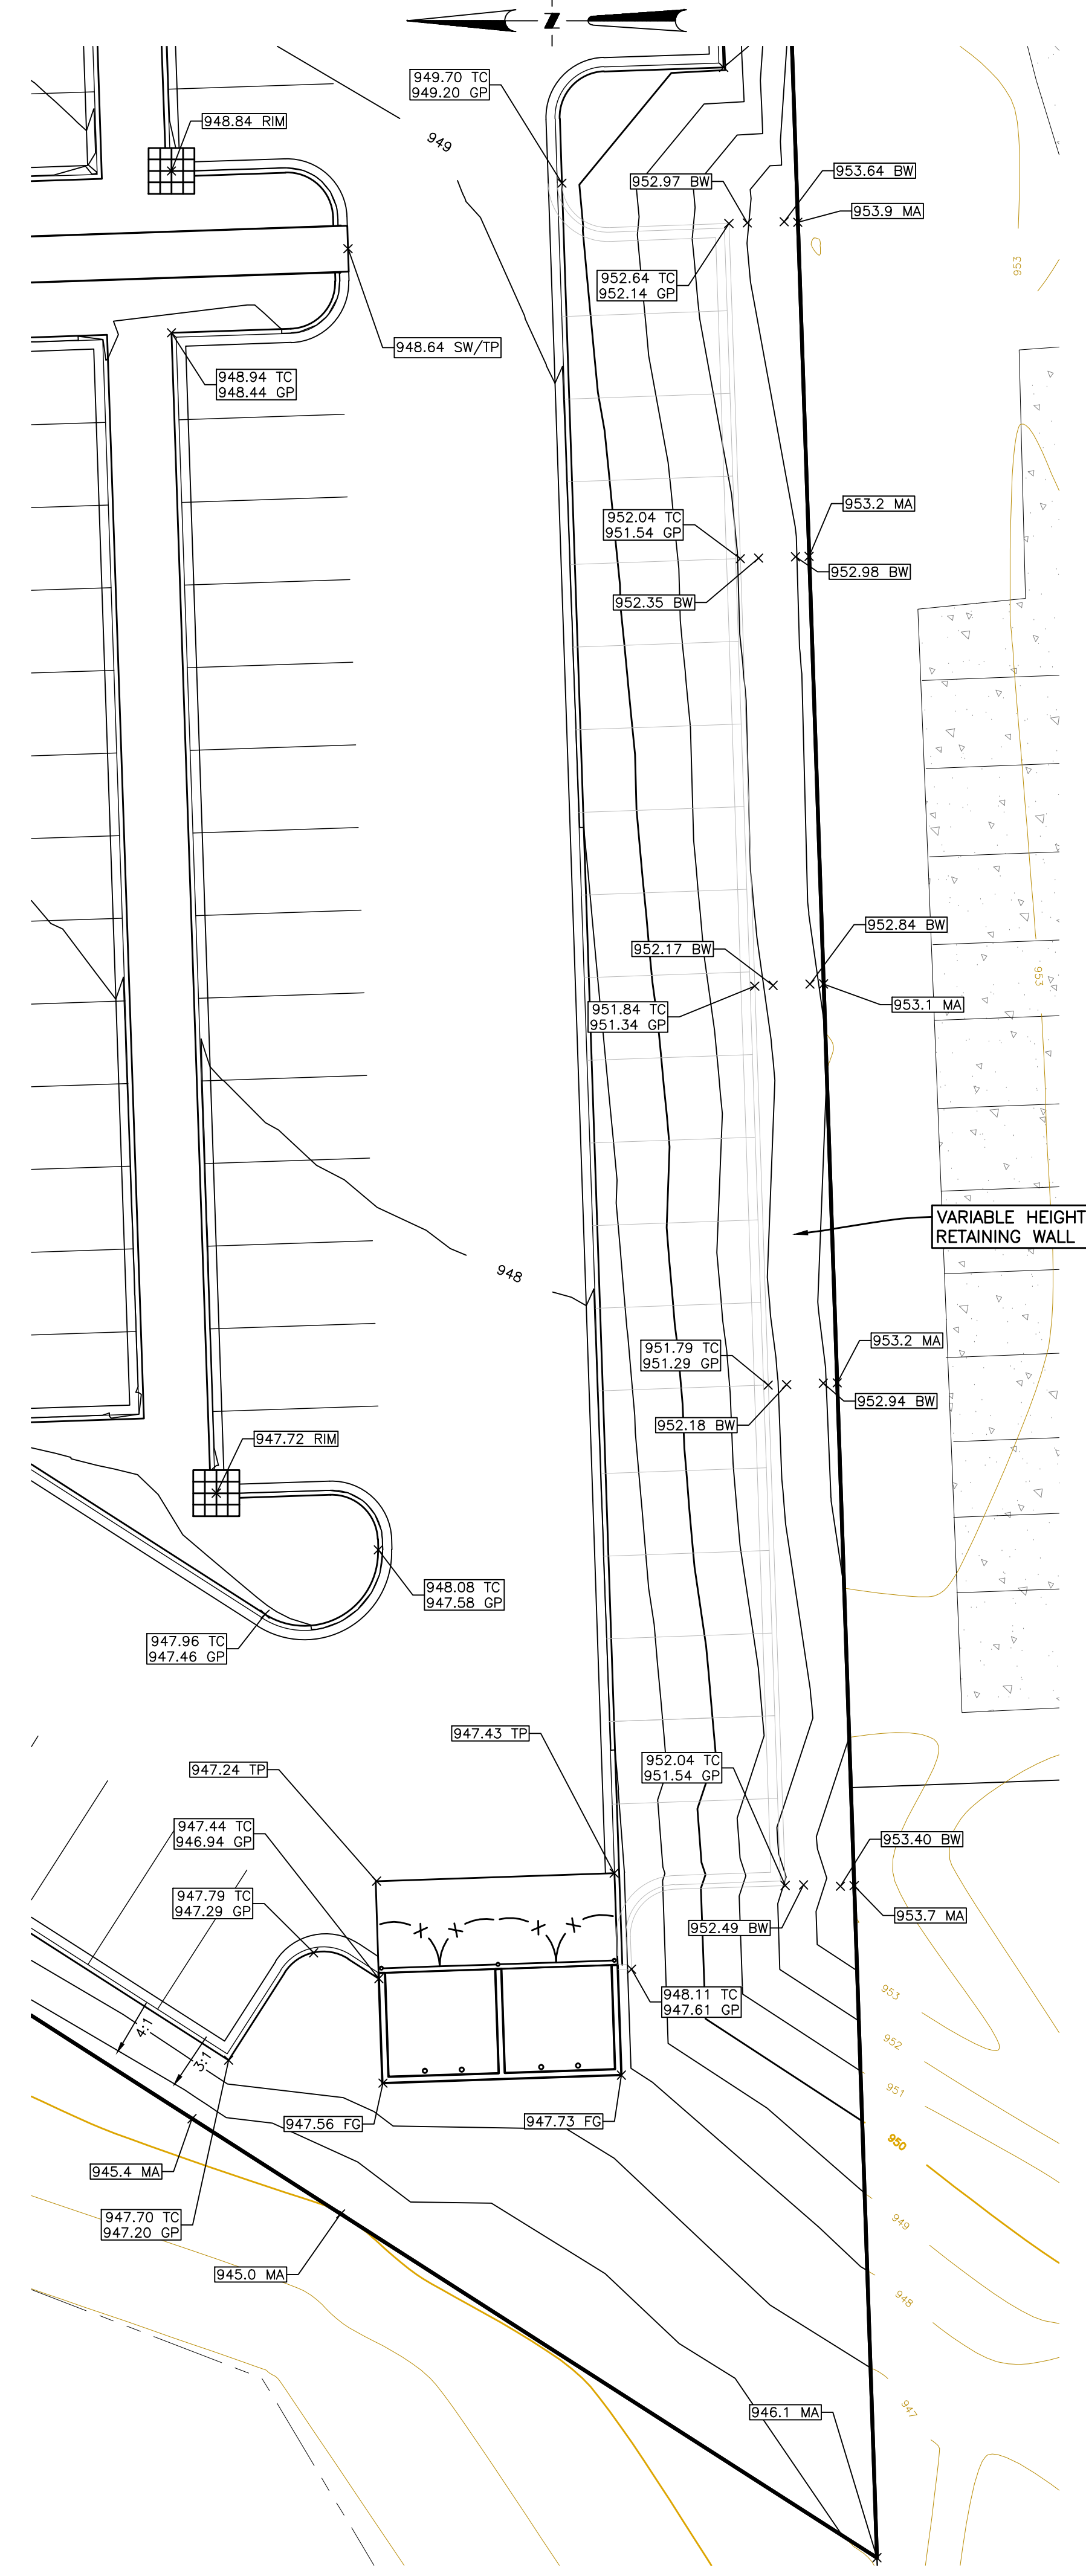 N
949.70 TC
949.20 GP
948.84 RIM
949
952.97 BW
953.64 BW
953.9 MA
953
952.64 TC
952.14 GP
948.64 SW/TP
948.94 TC
948.44 GP
953.2 MA
952.04 TC
951.54 GP
952.98 BW
952.35 BW
952.84 BW
952.17 BW
953
953.1 MA
951.84 TC
951.34 GP
VARIABLE HEIGHT
RETAINING WALL
948
953.2 MA
951.79 TC
951.29 GP
952.94 BW
952.18 BW
947.72 RIM
948.08 TC
947.58 GP
947.96 TC
947.46 GP
947.43 TP
947.24 TP
952.04 TC
951.54 GP
947.44 TC
946.94 GP
953.40 BW
947.79 TC
947.29 GP
953.7 MA
952.49 BW
948.11 TC
947.61 GP
953
4:1
952
3:1
951
947.56 FG
947.73 FG
950
945.4 MA
947.70 TC
947.20 GP
949
945.0 MA
948
947
946.1 MA